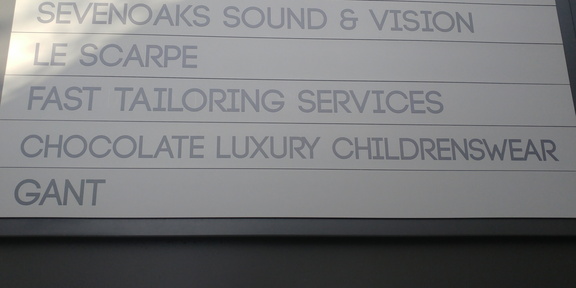 SEVENOAKS SOUND & VISION
LE SCARPE
FAST TAILORING SERVICES
CHOCOLATE LUXURY CHILDRENSWEAR
GANT